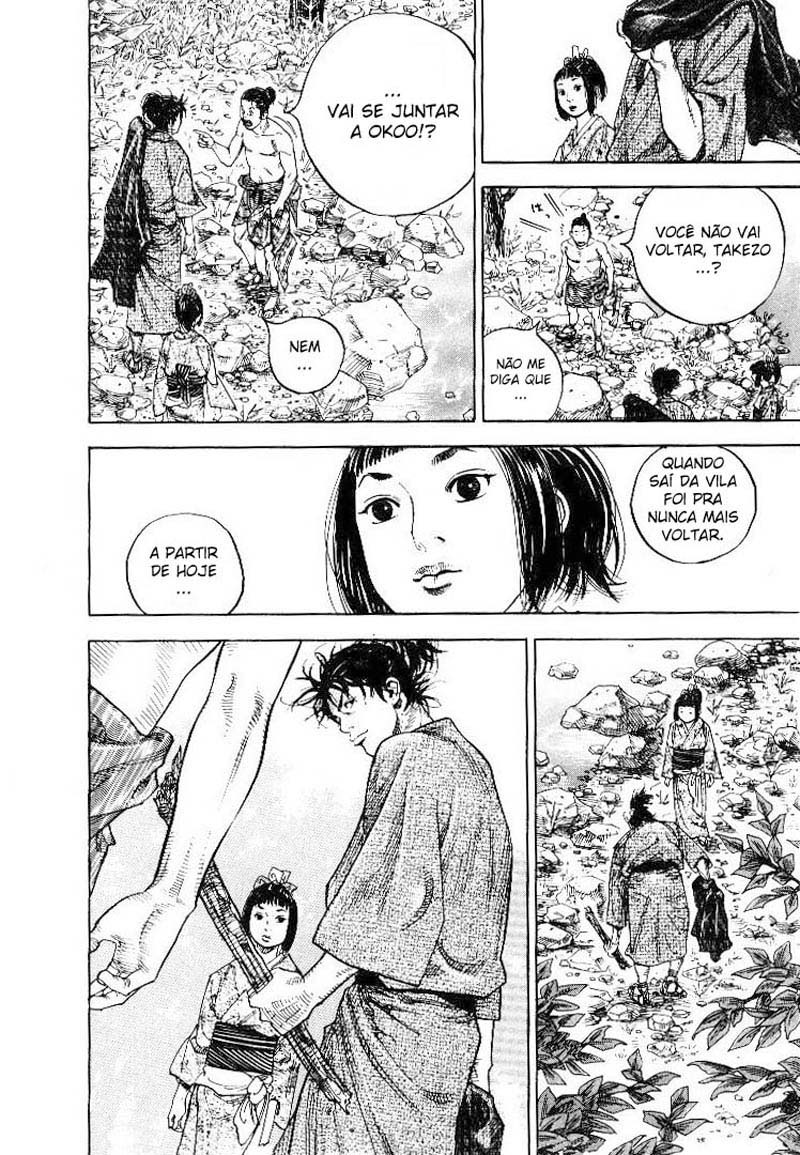 VOCÊ NÃO VAI
VOLTAR, TAKEZO
...?
NÃO ME
DIGA QUE
...
...
VAI SE JUNTAR
A OKOO!?
NEM
...
QUANDO
SAÍ DA VILA
FOI PRA
NUNCA MAIS
VOLTAR.
A PARTIR
DE HOJE
...